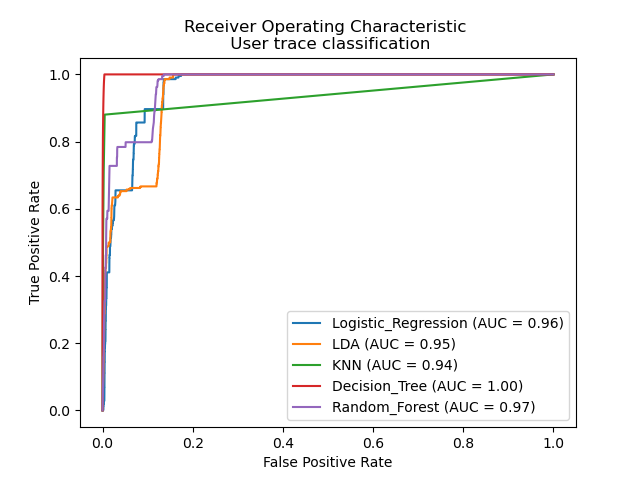 Receiver Operating Characteristic
User trace classification
1.0
0.8
0.6
0.4
0.2
0.0
True Positive Rate
Logistic_Regression (AUC = 0.96)
LDA (AUC = 0.95)
KNN (AUC = 0.94)
Decision_Tree (AUC = 1.00)
Random_Forest (AUC = 0.97)
0.0 0.2 0.4 0.6 0.8 1.0
False Positive Rate